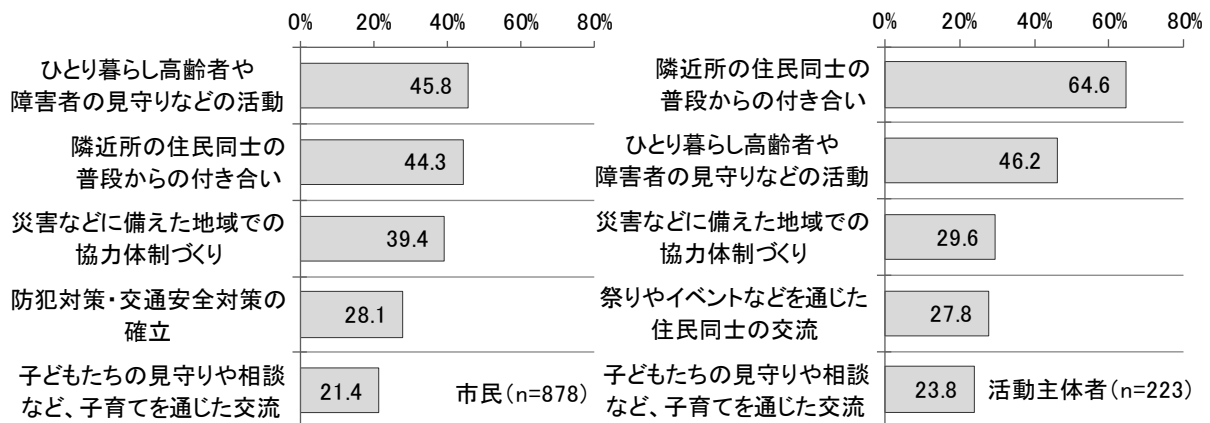 0% 20% 40% 60% 80%
ひとり暮らし高齢者や
障害者の見守りなどの活動
45.8
隣近所の住民同士の
普段からの付き合い
44.3
災害などに備えた地域での
協力体制づくり
39.4
防犯対策・交通安全対策の
確立
28.1
子どもたちの見守りや相談
など、子育てを通じた交流
21.4
市民(n=878)
0% 20% 40% 60% 80%
隣近所の住民同士の
普段からの付き合い
64.6
ひとり暮らし高齢者や
障害者の見守りなどの活動
46.2
災害などに備えた地域での
協力体制づくり
29.6
祭りやイベントなどを通じた
住民同士の交流
27.8
子どもたちの見守りや相談
など、子育てを通じた交流
23.8
活動主体者(n=223)